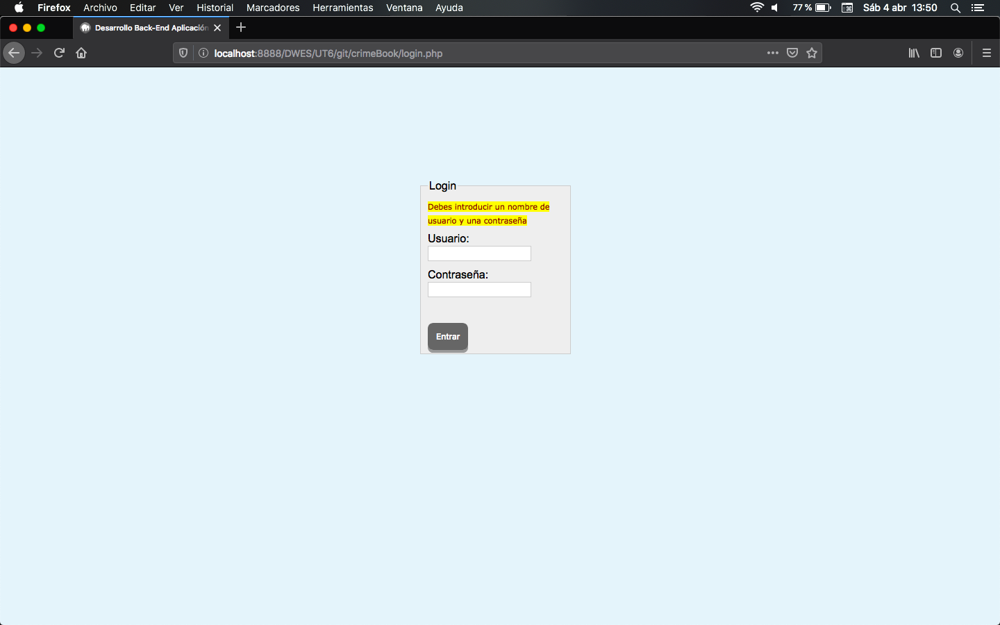 Firefox Archivo Editar Ver Historial Marcadores Herramientas Ventana Ayuda 77 % Sáb 4 abr 13:50
Desarrollo Back-End Aplicación
localhost:8888/DWES/UT6/git/crimeBook/login.php
Login
Debes introducir un nombre de
usuario y una contraseña
Usuario:
Contraseña:
Entrar